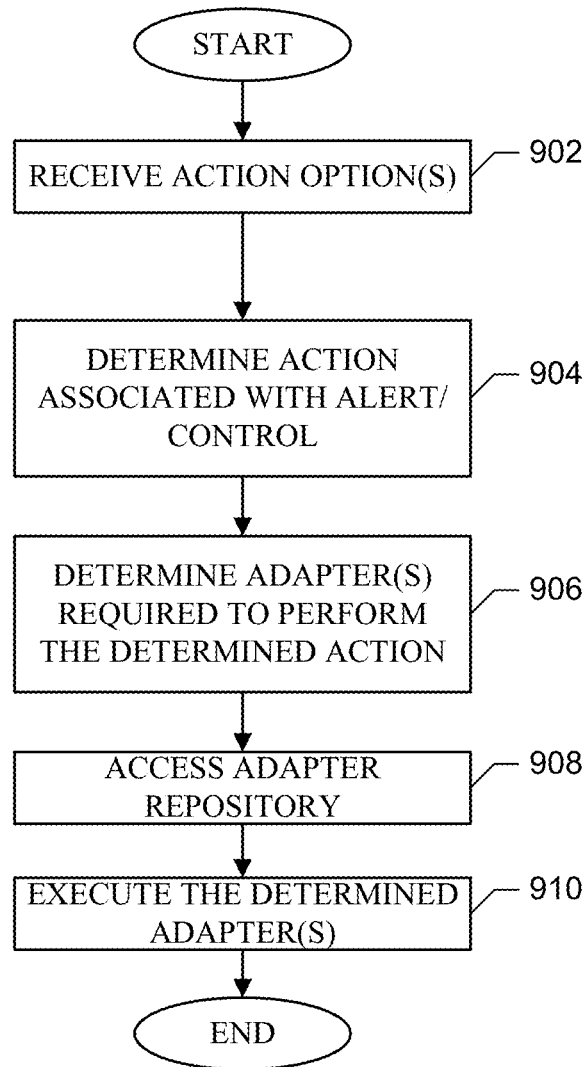 START
RECEIVE ACTION OPTION(S)
902
DETERMINE ACTION
ASSOCIATED WITH ALERT/
CONTROL
904
DETERMINE ADAPTER(S)
REQUIRED TO PERFORM
THE DETERMINED ACTION
906
ACCESS ADAPTER
REPOSITORY
908
EXECUTE THE DETERMINED
ADAPTER(S)
910
END